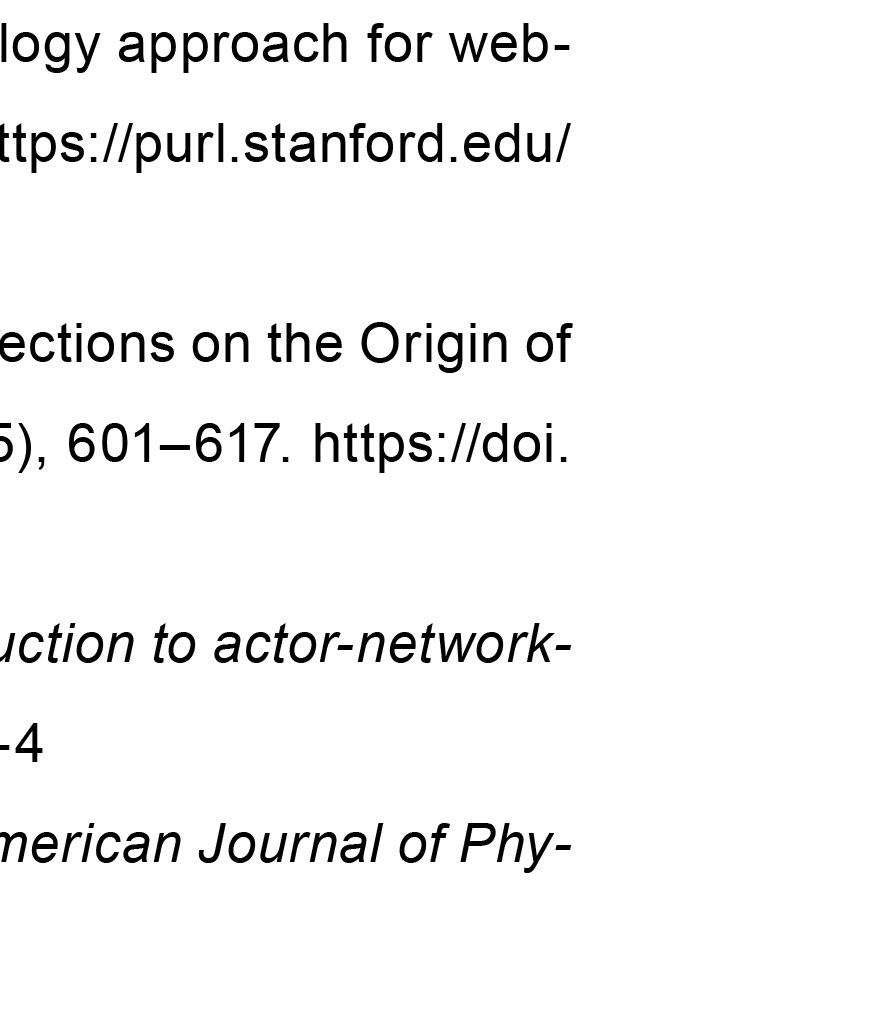 logy approach for web-
ttps://purl.stanford.edu/
ections on the Origin of
5), 601–617. https://doi.
uction to actor-network-
-4
merican Journal of Phy-